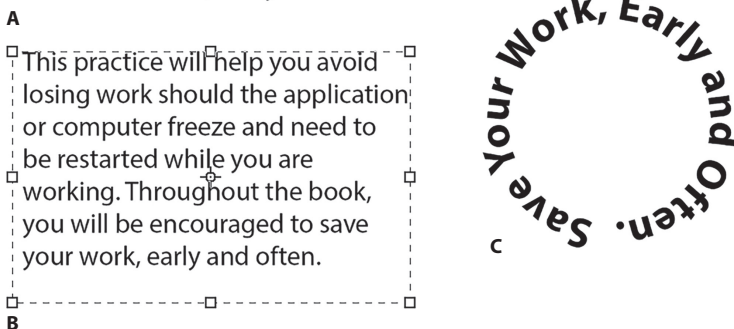 A
This practice will help you avoid
losing work should the application
or computer freeze and need to
be restarted while you are
working. Throughout the book,
you will be encouraged to save
your work, early and often.
B
Save Your Work, Early and Often.
C